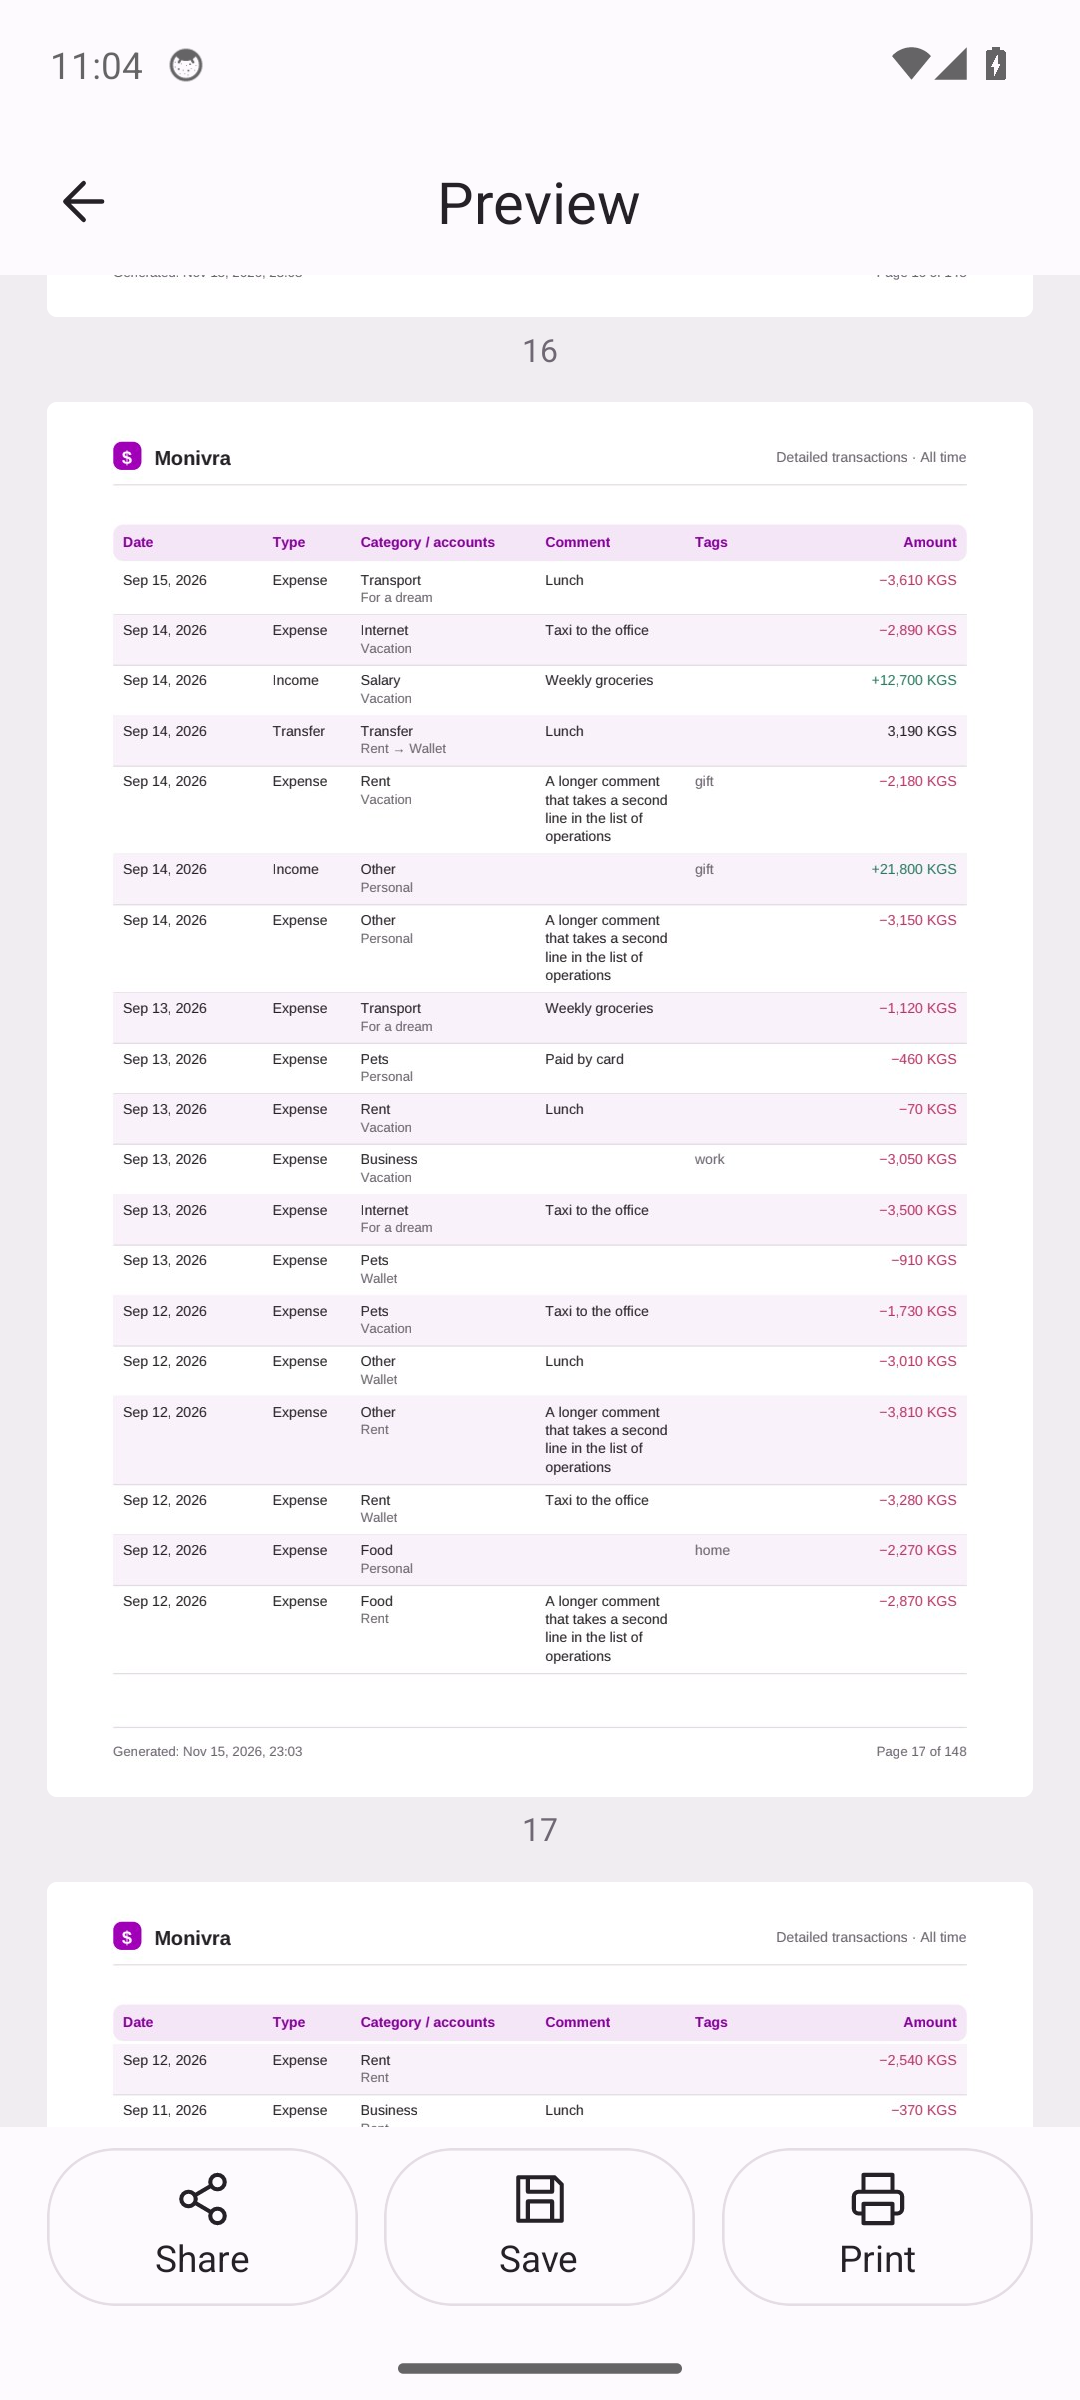 11:04
Preview
16
$ Monivra
Detailed transactions · All time
Date Type Category / accounts Comment Tags Amount
Sep 15, 2026 Expense Transport Lunch −3,610 KGS
For a dream
Sep 14, 2026 Expense Internet Taxi to the office −2,890 KGS
Vacation
Sep 14, 2026 Income Salary Weekly groceries +12,700 KGS
Vacation
Sep 14, 2026 Transfer Transfer Lunch 3,190 KGS
Rent → Wallet
Sep 14, 2026 Expense Rent A longer comment gift −2,180 KGS
Vacation that takes a second
line in the list of
operations
Sep 14, 2026 Income Other gift +21,800 KGS
Personal
Sep 14, 2026 Expense Other A longer comment −3,150 KGS
Personal that takes a second
line in the list of
operations
Sep 13, 2026 Expense Transport Weekly groceries −1,120 KGS
For a dream
Sep 13, 2026 Expense Pets Paid by card −460 KGS
Personal
Sep 13, 2026 Expense Rent Lunch −70 KGS
Vacation
Sep 13, 2026 Expense Business work −3,050 KGS
Vacation
Sep 13, 2026 Expense Internet Taxi to the office −3,500 KGS
For a dream
Sep 13, 2026 Expense Pets −910 KGS
Wallet
Sep 12, 2026 Expense Pets Taxi to the office −1,730 KGS
Vacation
Sep 12, 2026 Expense Other Lunch −3,010 KGS
Wallet
Sep 12, 2026 Expense Other A longer comment −3,810 KGS
Rent that takes a second
line in the list of
operations
Sep 12, 2026 Expense Rent Taxi to the office −3,280 KGS
Wallet
Sep 12, 2026 Expense Food home −2,270 KGS
Personal
Sep 12, 2026 Expense Food A longer comment −2,870 KGS
Rent that takes a second
line in the list of
operations
Generated: Nov 15, 2026, 23:03 Page 17 of 148
17
$ Monivra
Detailed transactions · All time
Date Type Category / accounts Comment Tags Amount
Sep 12, 2026 Expense Rent −2,540 KGS
Rent
Sep 11, 2026 Expense Business Lunch −370 KGS
Share Save Print